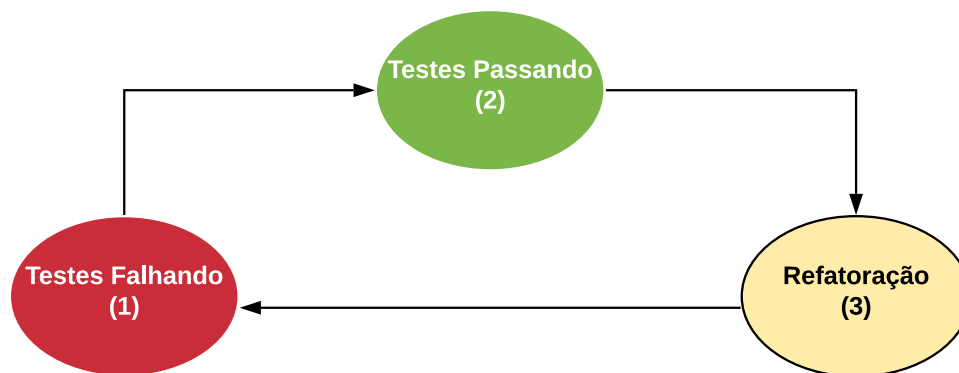 Testes Passando
(2)
Testes Falhando
(1)
Refatoração
(3)